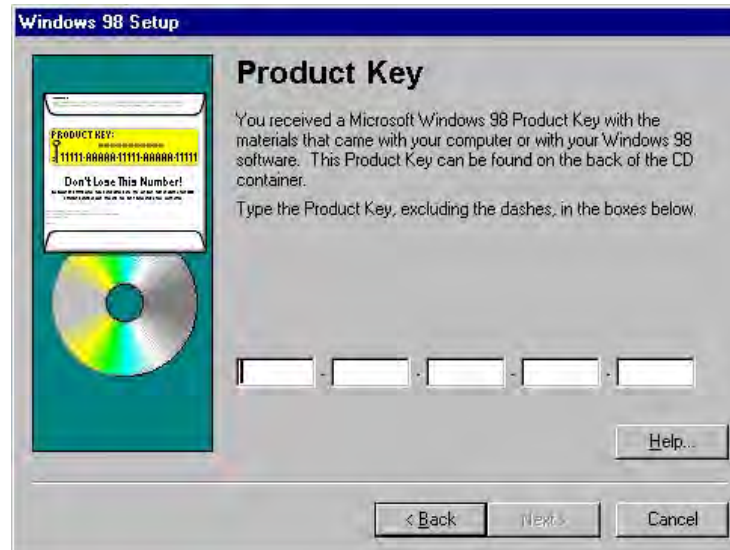 Windows 98 Setup
PRODUCT KEY:
11111-AAAAA-11111-AAAAA-11111
Don't Lose This Number!
Product Key
You received a Microsoft Windows 98 Product Key with the
materials that came with your computer or with your Windows 98
software. This Product Key can be found on the back of the CD
container.
Type the Product Key, excluding the dashes, in the boxes below.
- - - -
Help...
< Back
Next >
Cancel